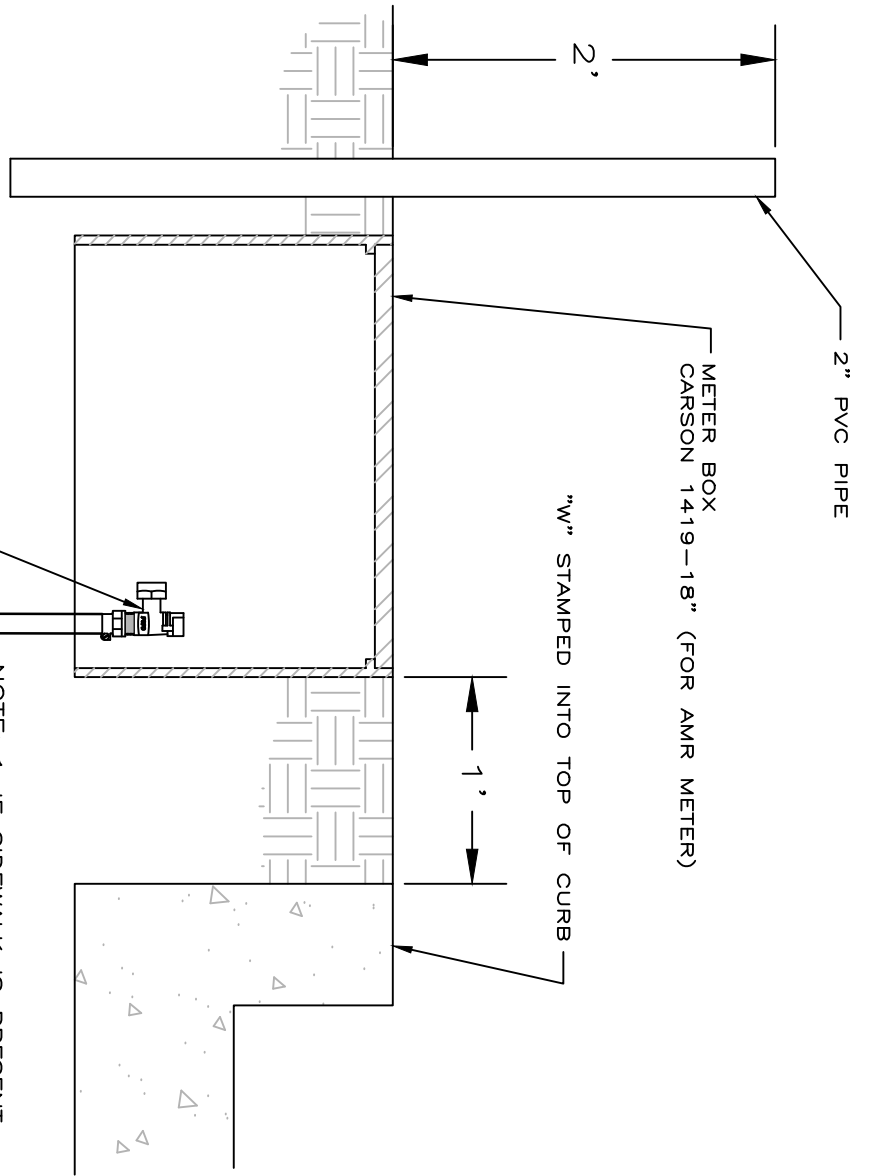 2" PVC PIPE
METER BOX
CARSON 1419-18" (FOR AMR METER)
"W" STAMPED INTO TOP OF CURB
2'
1'
NOTE 1 IF SIDEWALK IS PRESENT